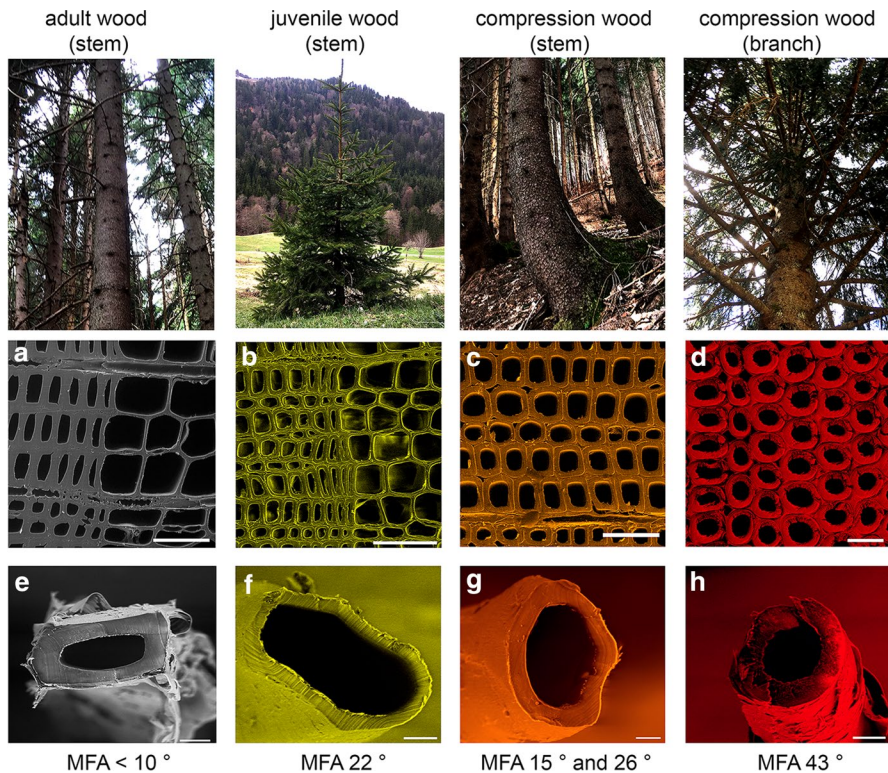 adult wood
(stem)
juvenile wood
(stem)
compression wood
(stem)
compression wood
(branch)
a
b
c
d
e
f
g
h
MFA < 10 °
MFA 22 °
MFA 15 ° and 26 °
MFA 43 °